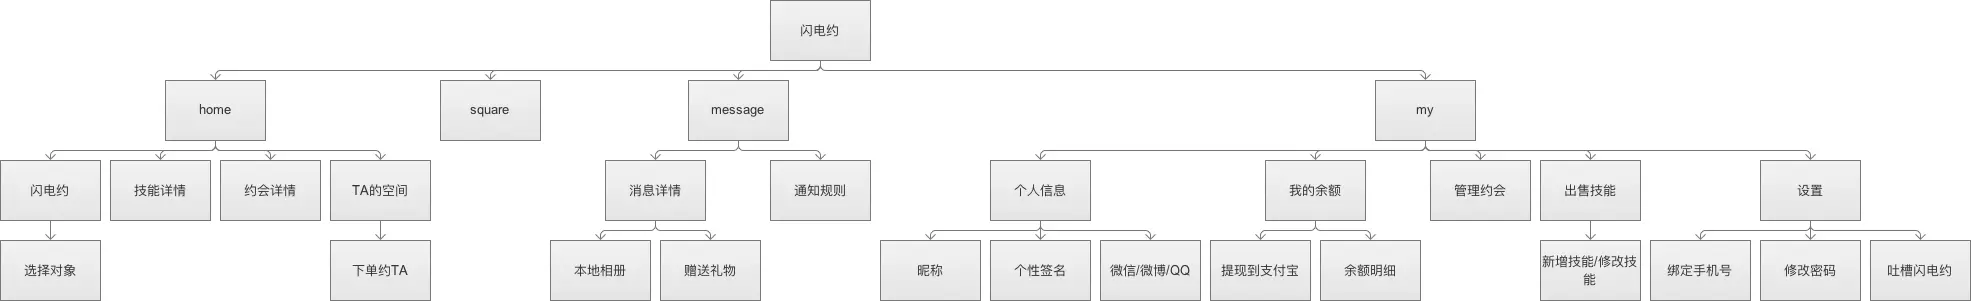 闪电约
home
square
message
my
闪电约
技能详情
约会详情
TA的空间
消息详情
通知规则
个人信息
我的余额
管理约会
出售技能
设置
选择对象
下单约TA
本地相册
赠送礼物
昵称
个性签名
微信/微博/QQ
提现到支付宝
余额明细
新增技能/修改技
能
绑定手机号
修改密码
吐槽闪电约